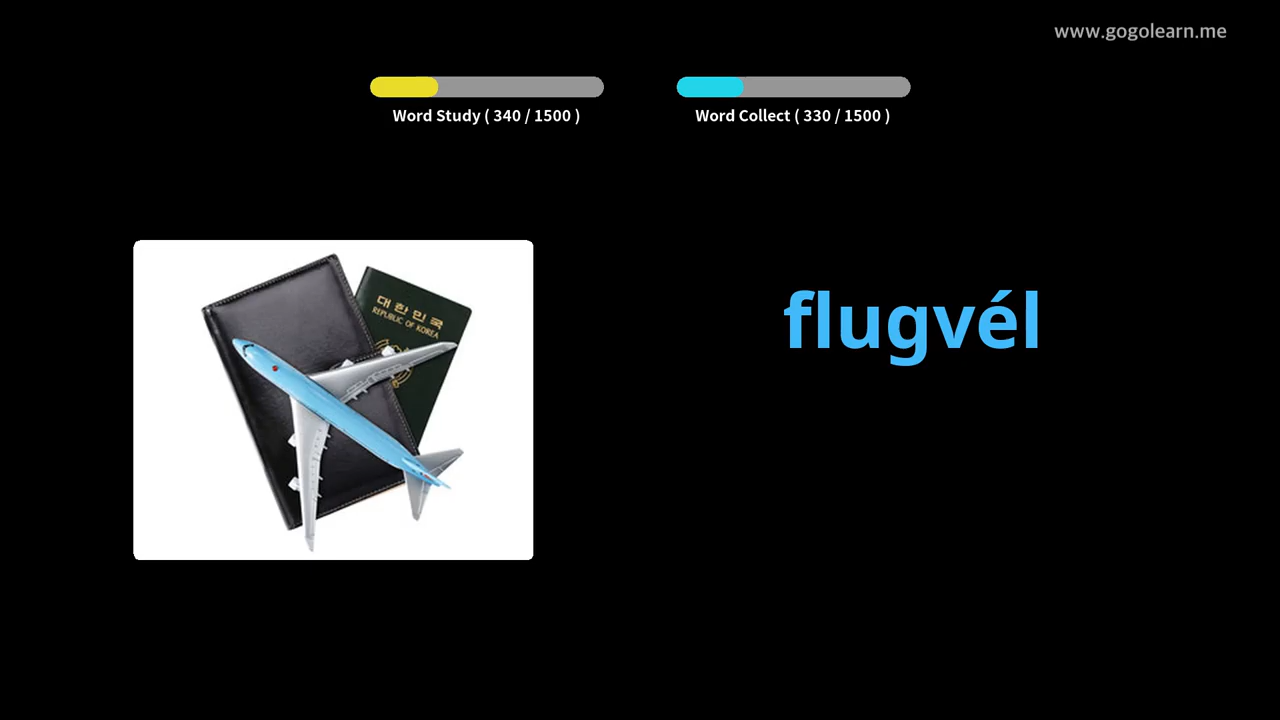 www.gogolearn.me
Word Study ( 340 / 1500 )
Word Collect ( 330 / 1500 )
대한민국
REPUBLIC OF KOREA
flugvél